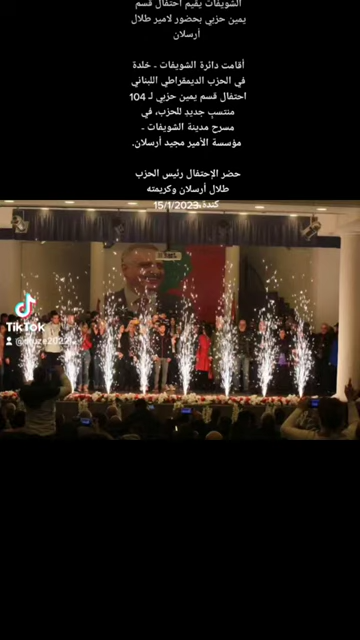 الشويفات يقيم احتفال قسم
يمين حزبي بحضور لامير طلال
أرسلان
أقامت دائرة الشويفات ـ خلدة
في الحزب الديمقراطي اللبناني
احتفال قسم يمين حزبي لـ 104
منتسبٍ جديدٍ للحزب، في
مسرح مدينة الشويفات ـ
مؤسسة الأمير مجيد أرسلان.
حضر الإحتفال رئيس الحزب
طلال أرسلان وكريمته
كندة، 15/1/2023
TikTok